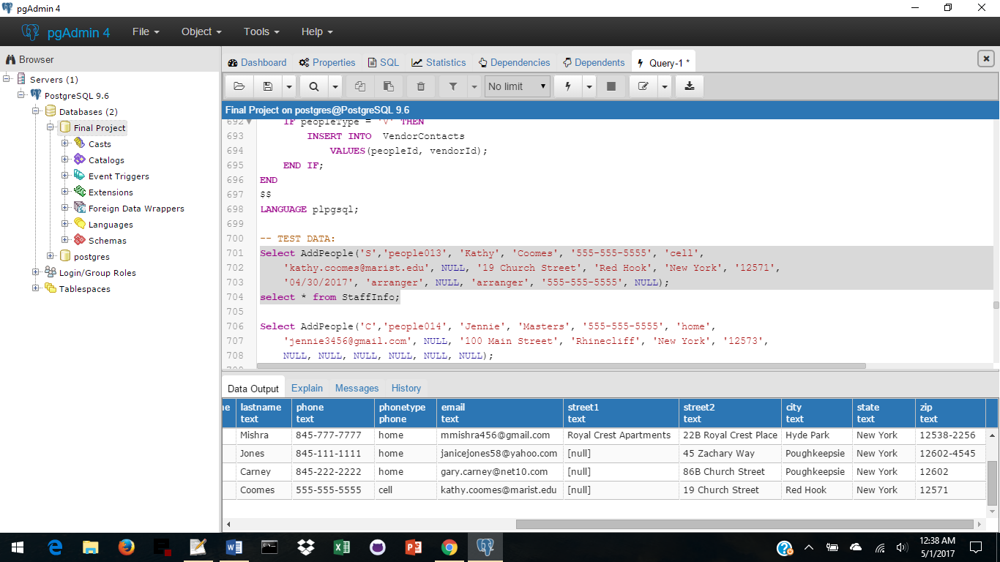 pgAdmin 4
pgAdmin 4 File Object Tools Help
Browser
Servers (1)
PostgreSQL 9.6
Databases (2)
Final Project
Casts
Catalogs
Event Triggers
Extensions
Foreign Data Wrappers
Languages
Schemas
postgres
Login/Group Roles
Tablespaces
Dashboard Properties SQL Statistics Dependencies Dependents Query-1 *
No limit
Final Project on postgres@PostgreSQL 9.6
692 IF peopleType = 'V' THEN
693 INSERT INTO VendorContacts
694 VALUES(peopleId, vendorId);
695 END IF;
696 END
697 $$
698 LANGUAGE plpgsql;
699
700 -- TEST DATA:
701 Select AddPeople('S','people013', 'Kathy', 'Coomes', '555-555-5555', 'cell',
702 'kathy.coomes@marist.edu', NULL, '19 Church Street', 'Red Hook', 'New York', '12571',
703 '04/30/2017', 'arranger', NULL, 'arranger', '555-555-5555', NULL);
704 select * from StaffInfo;
705
706 Select AddPeople('C','people014', 'Jennie', 'Masters', '555-555-5555', 'home',
707 'jennie3456@gmail.com', NULL, '100 Main Street', 'Rhinecliff', 'New York', '12573',
708 NULL, NULL, NULL, NULL, NULL, NULL);
Data Output Explain Messages History
lastname phone phonetype email street1 street2 city state zip
text text phone text text text text text text
Mishra 845-777-7777 home mmishra456@gmail.com Royal Crest Apartments 22B Royal Crest Place Hyde Park New York 12538-2256
Jones 845-111-1111 home janicejones58@yahoo.com [null] 45 Zachary Way Poughkeepsie New York 12602-4545
Carney 845-222-2222 home gary.carney@net10.com [null] 86B Church Street Poughkeepsie New York 12602
Coomes 555-555-5555 cell kathy.coomes@marist.edu [null] 19 Church Street Red Hook New York 12571
12:38 AM
5/1/2017